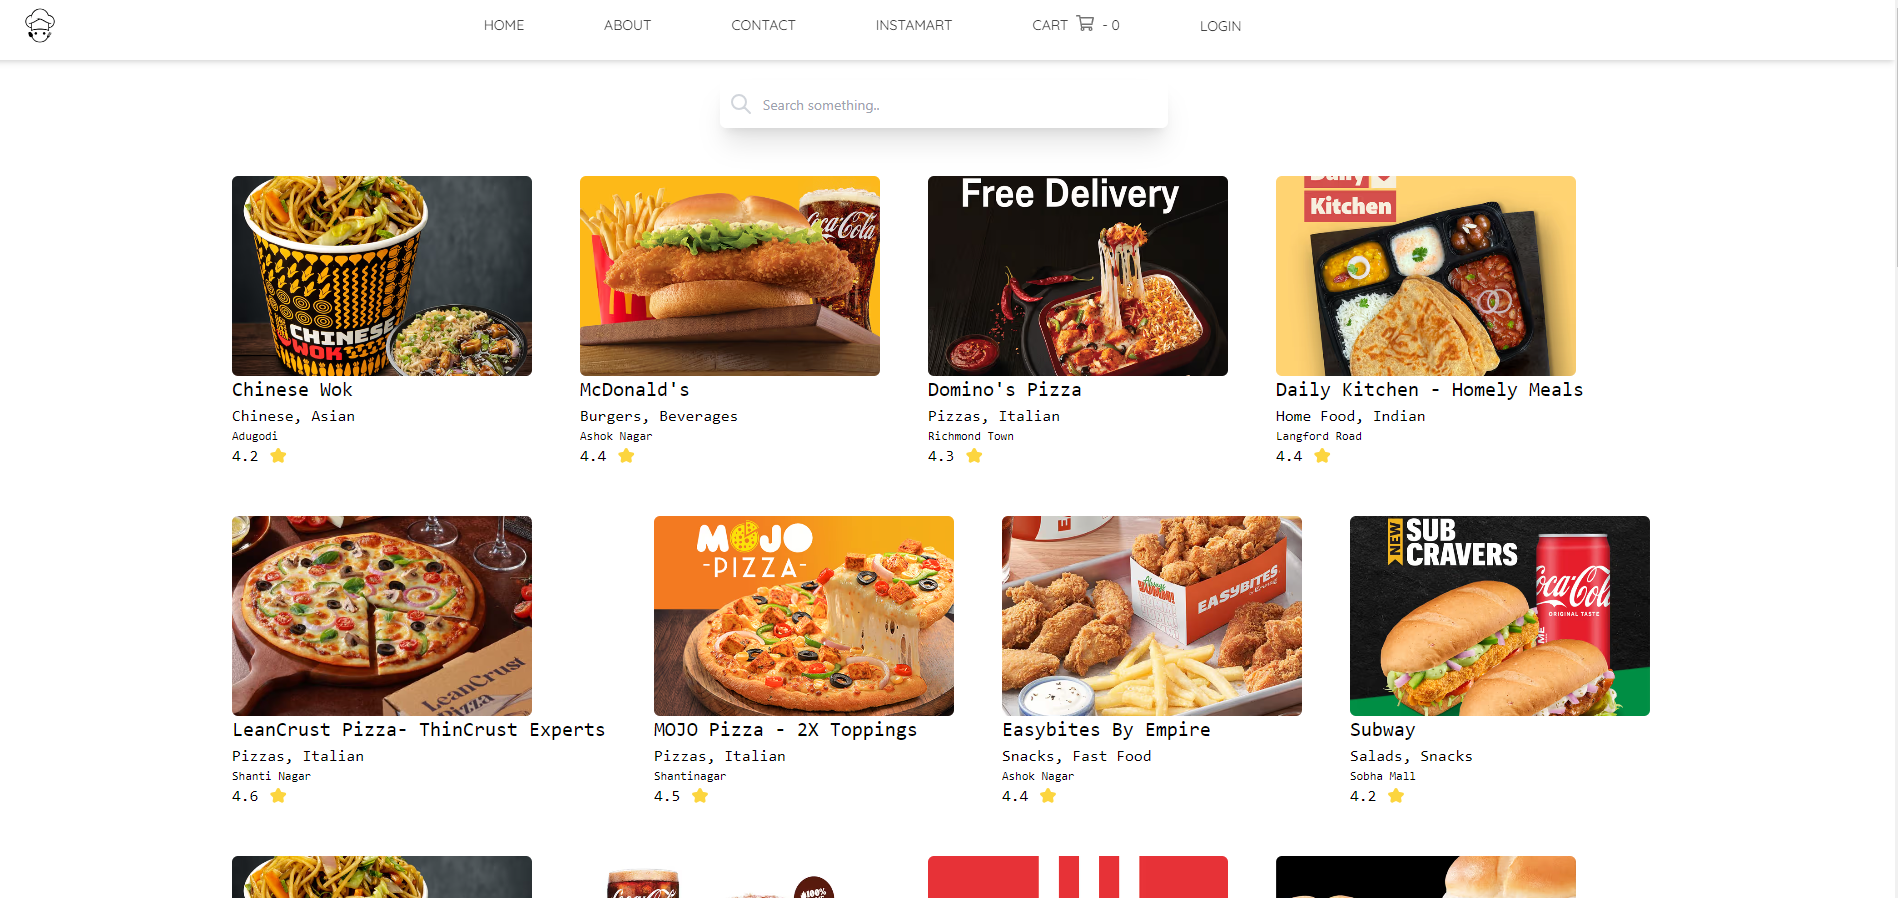 HOME
ABOUT
CONTACT
INSTAMART
CART - 0
LOGIN
Search something..
CHINESE
WOK
Coca-Cola
Free Delivery
Daily
Kitchen
Chinese Wok
McDonald's
Domino's Pizza
Daily Kitchen - Homely Meals
Chinese, Asian
Burgers, Beverages
Pizzas, Italian
Home Food, Indian
Adugodi
Ashok Nagar
Richmond Town
Langford Road
4.2
4.4
4.3
4.4
LeanCrust
Pizza
MOJO
-PIZZA-
EASYBITES
NEW
SUB
CRAVERS
Coca-Cola
ORIGINAL TASTE
LeanCrust Pizza- ThinCrust Experts
MOJO Pizza - 2X Toppings
Easybites By Empire
Subway
Pizzas, Italian
Pizzas, Italian
Snacks, Fast Food
Salads, Snacks
Shanti Nagar
Shantinagar
Ashok Nagar
Sobha Mall
4.6
4.5
4.4
4.2
100%